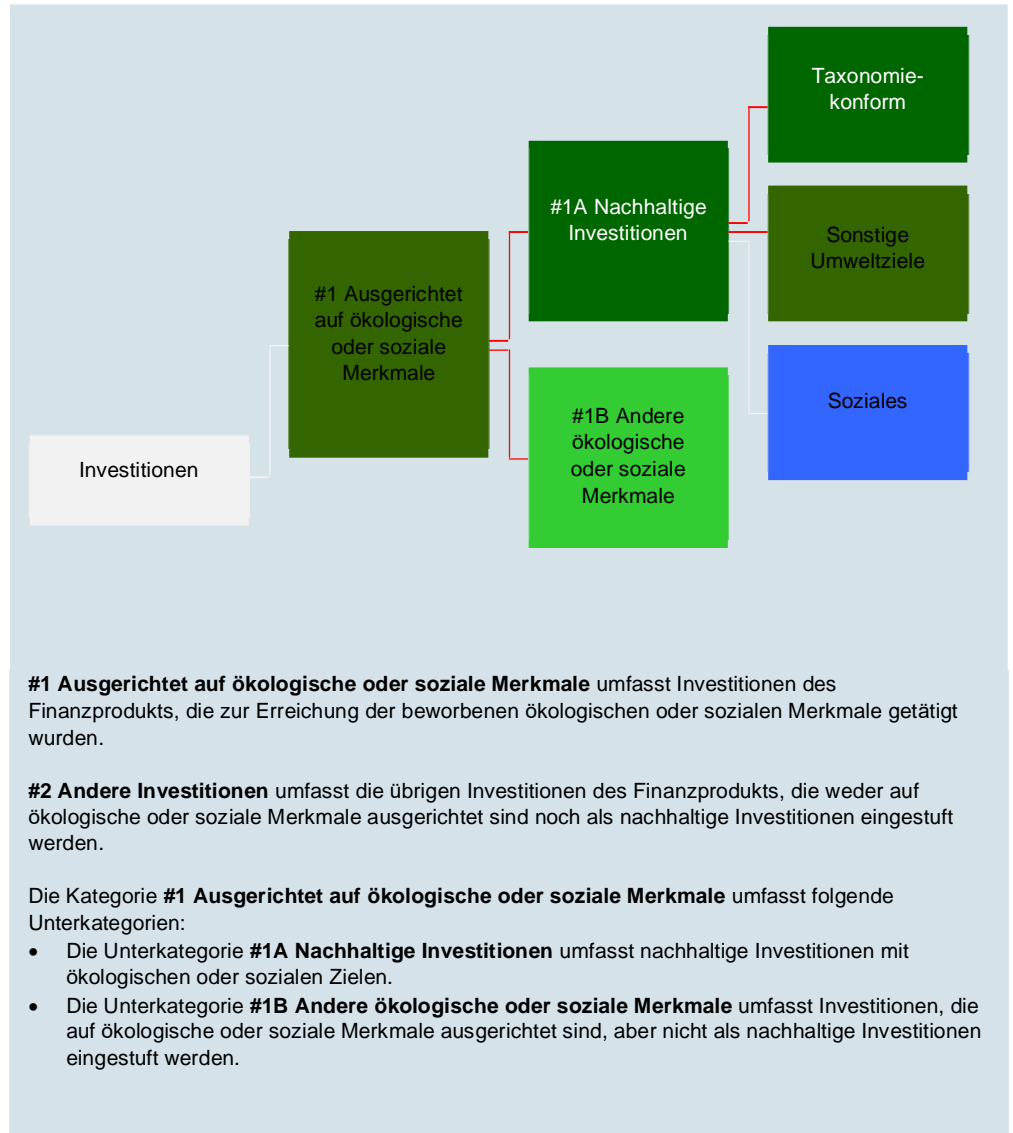 Taxonomie-
konform
#1A Nachhaltige
Investitionen
Sonstige
Umweltziele
#1 Ausgerichtet
auf ökologische
oder soziale
Merkmale
Soziales
#1B Andere
ökologische
oder soziale
Merkmale
Investitionen
#1 Ausgerichtet auf ökologische oder soziale Merkmale umfasst Investitionen des
Finanzprodukts, die zur Erreichung der beworbenen ökologischen oder sozialen Merkmale getätigt
wurden.
#2 Andere Investitionen umfasst die übrigen Investitionen des Finanzprodukts, die weder auf
ökologische oder soziale Merkmale ausgerichtet sind noch als nachhaltige Investitionen eingestuft
werden.
Die Kategorie #1 Ausgerichtet auf ökologische oder soziale Merkmale umfasst folgende
Unterkategorien:
• Die Unterkategorie #1A Nachhaltige Investitionen umfasst nachhaltige Investitionen mit
ökologischen oder sozialen Zielen.
• Die Unterkategorie #1B Andere ökologische oder soziale Merkmale umfasst Investitionen, die
auf ökologische oder soziale Merkmale ausgerichtet sind, aber nicht als nachhaltige Investitionen
eingestuft werden.